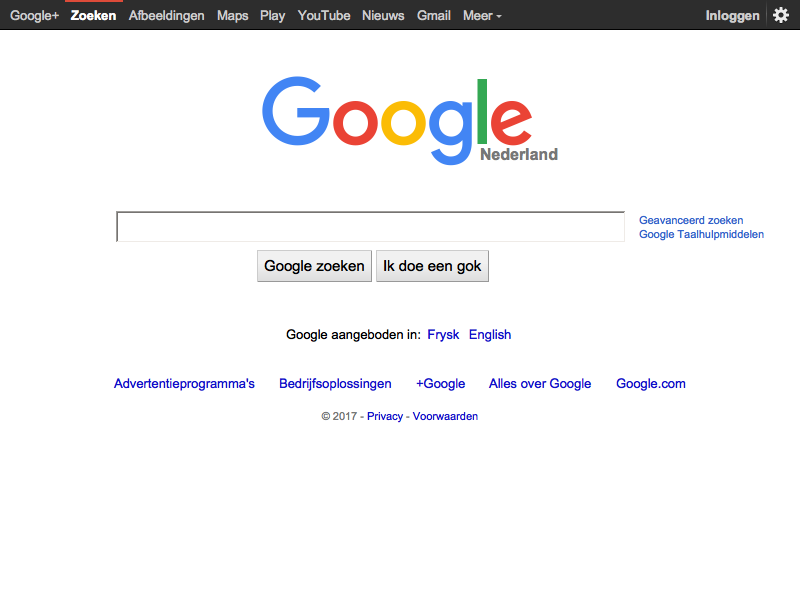 Google+ Zoeken Afbeeldingen Maps Play YouTube Nieuws Gmail Meer Inloggen
Google
Nederland
Geavanceerd zoeken
Google Taalhulpmiddelen
Google zoeken Ik doe een gok
Google aangeboden in: Frysk English
Advertentieprogramma's Bedrijfsoplossingen +Google Alles over Google Google.com
© 2017 - Privacy - Voorwaarden